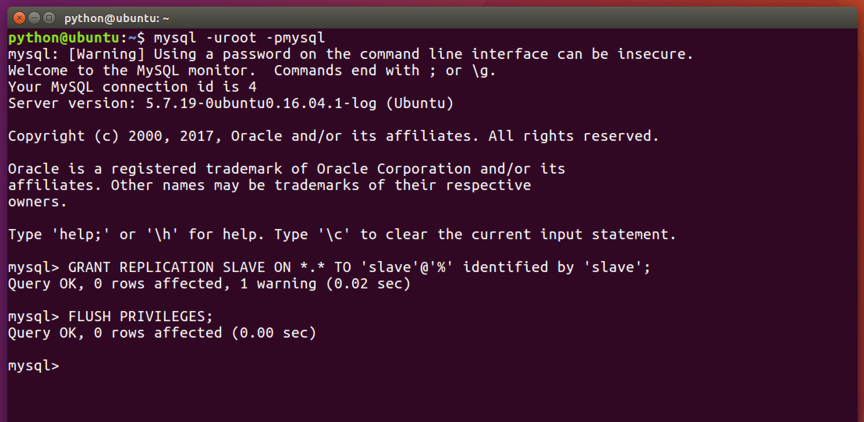 python@ubuntu: ~
python@ubuntu:~$ mysql -uroot -pmysql
mysql: [Warning] Using a password on the command line interface can be insecure.
Welcome to the MySQL monitor.  Commands end with ; or \g.
Your MySQL connection id is 4
Server version: 5.7.19-0ubuntu0.16.04.1-log (Ubuntu)
Copyright (c) 2000, 2017, Oracle and/or its affiliates. All rights reserved.
Oracle is a registered trademark of Oracle Corporation and/or its
affiliates. Other names may be trademarks of their respective
owners.
Type 'help;' or '\h' for help. Type '\c' to clear the current input statement.
mysql> GRANT REPLICATION SLAVE ON *.* TO 'slave'@'%' identified by 'slave';
Query OK, 0 rows affected, 1 warning (0.02 sec)
mysql> FLUSH PRIVILEGES;
Query OK, 0 rows affected (0.00 sec)
mysql>